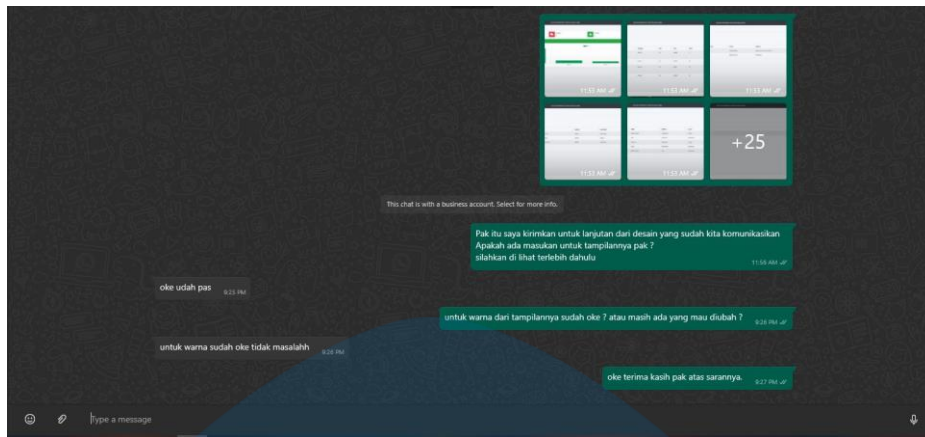 11:53 AM
11:53 AM
11:53 AM
11:53 AM
11:53 AM
+25
This chat is with a business account. Select for more info.
Pak itu saya kirimkan untuk lanjutan dari desain yang sudah kita komunikasikan
Apakah ada masukan untuk tampilannya pak ?
silahkan di lihat terlebih dahulu
11:58 AM
oke udah pas
9:25 PM
untuk warna dari tampilannya sudah oke ? atau masih ada yang mau diubah ?
9:26 PM
untuk warna sudah oke tidak masalahh
9:26 PM
oke terima kasih pak atas sarannya.
9:27 PM
Type a message